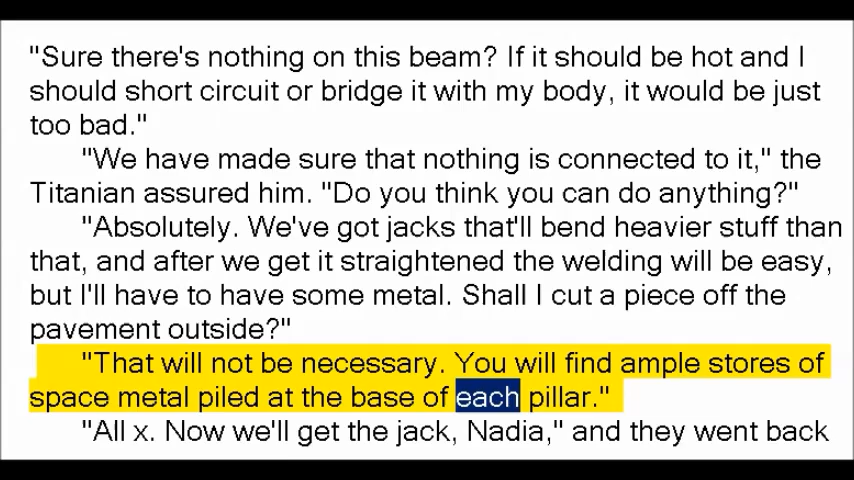 "Sure there's nothing on this beam? If it should be hot and I
should short circuit or bridge it with my body, it would be just
too bad."
"We have made sure that nothing is connected to it," the
Titanian assured him. "Do you think you can do anything?"
"Absolutely. We've got jacks that'll bend heavier stuff than
that, and after we get it straightened the welding will be easy,
but I'll have to have some metal. Shall I cut a piece off the
pavement outside?"
"That will not be necessary. You will find ample stores of
space metal piled at the base of each pillar."
"All x. Now we'll get the jack, Nadia," and they went back